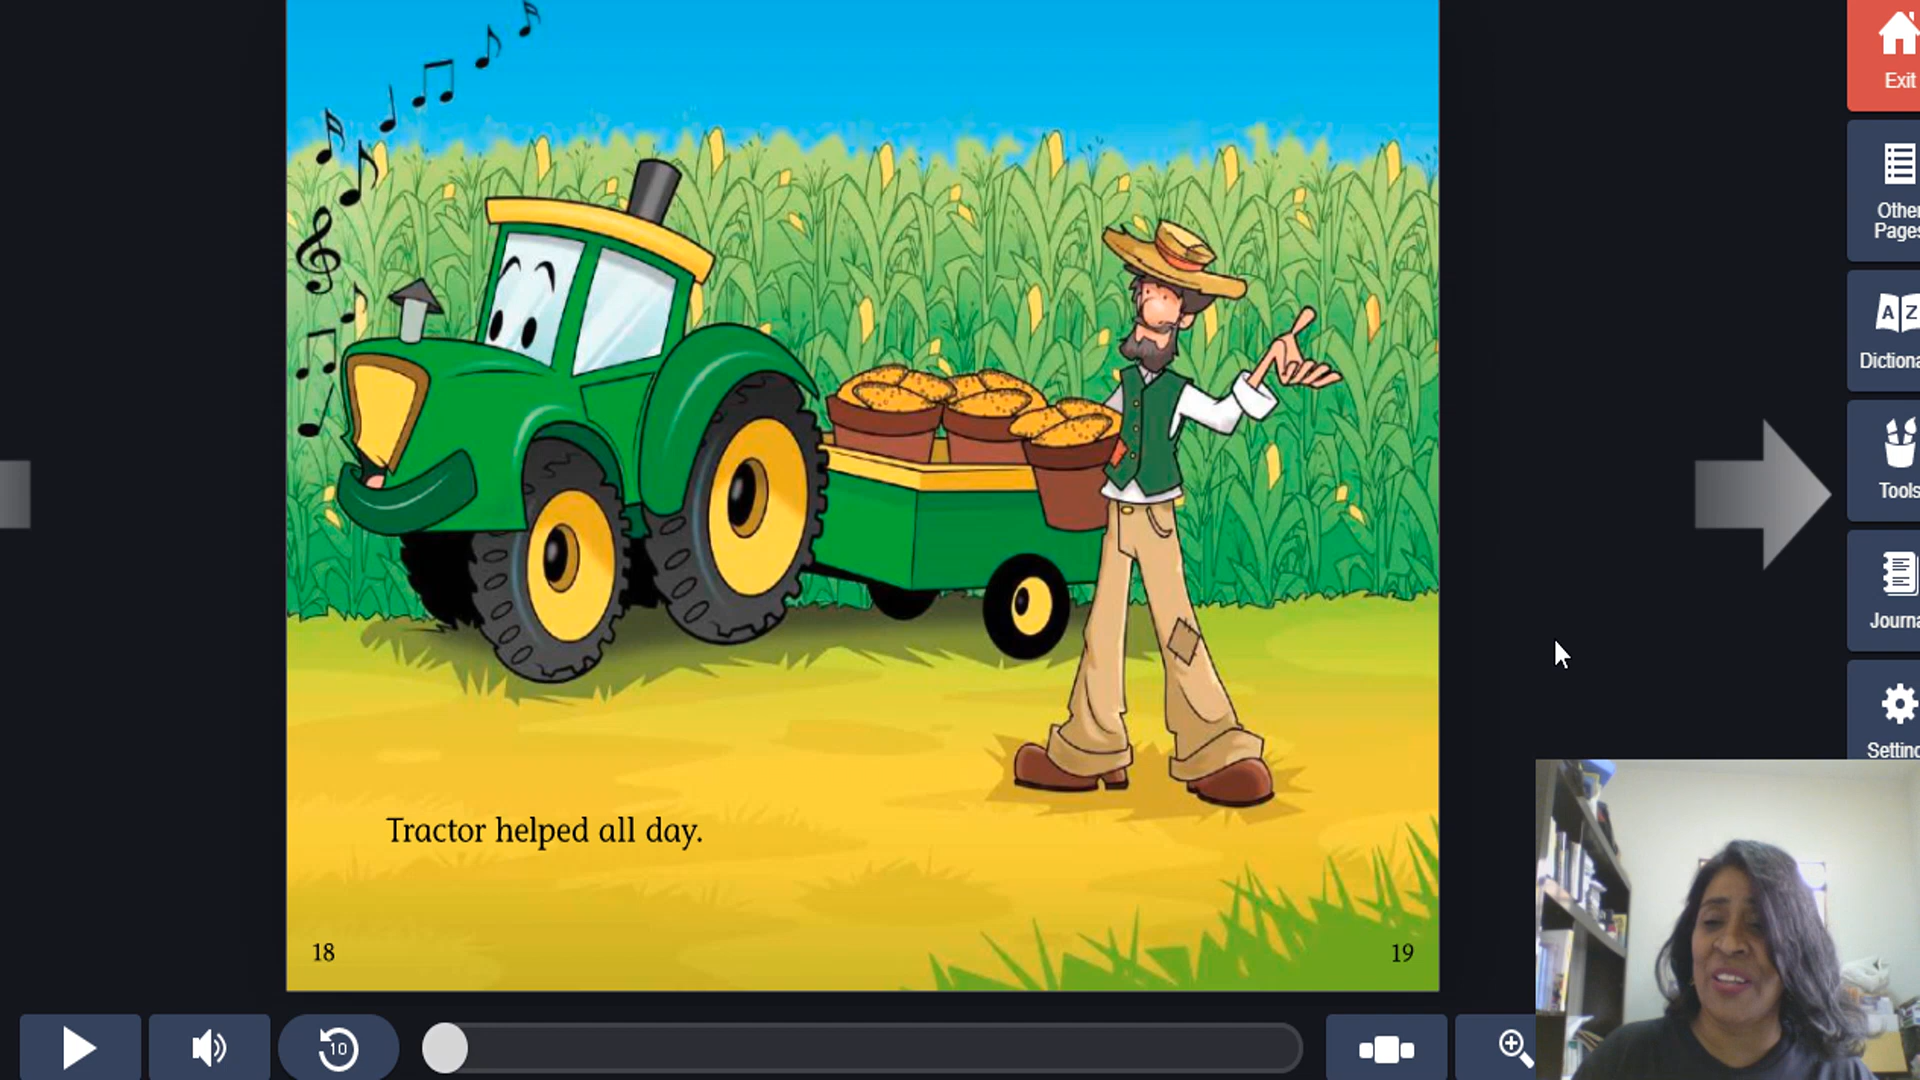 Exit
Other
Pages
A Z
Dictiona
Tools
Journa
Setting
Tractor helped all day.
18
19
10